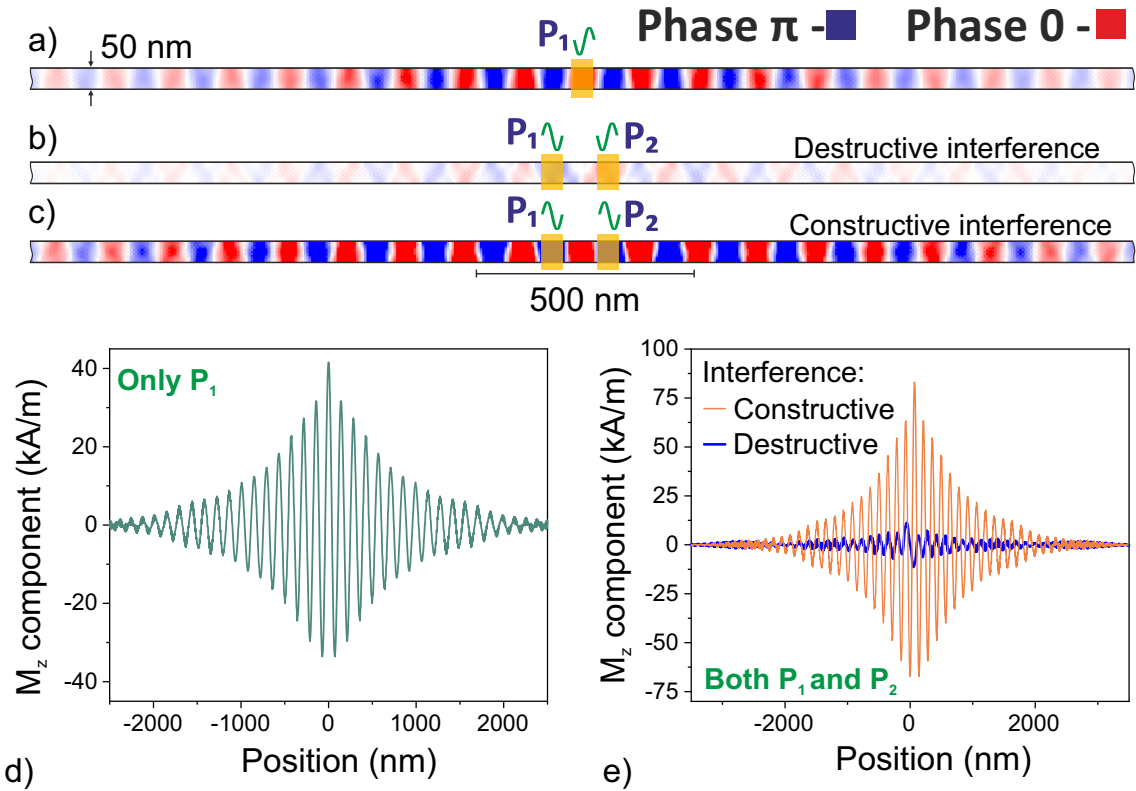 Phase π - Phase 0 -
a) 50 nm P₁
b) P₁ P₂ Destructive interference
c) P₁ P₂ Constructive interference
500 nm
Only P₁
40
20
0
-20
-40
M_z component (kA/m)
-2000 -1000 0 1000 2000
Position (nm)
d)
100
75
50
25
0
-25
-50
-75
M_z component (kA/m)
Interference:
Constructive
Destructive
Both P₁ and P₂
-2000 0 2000
Position (nm)
e)